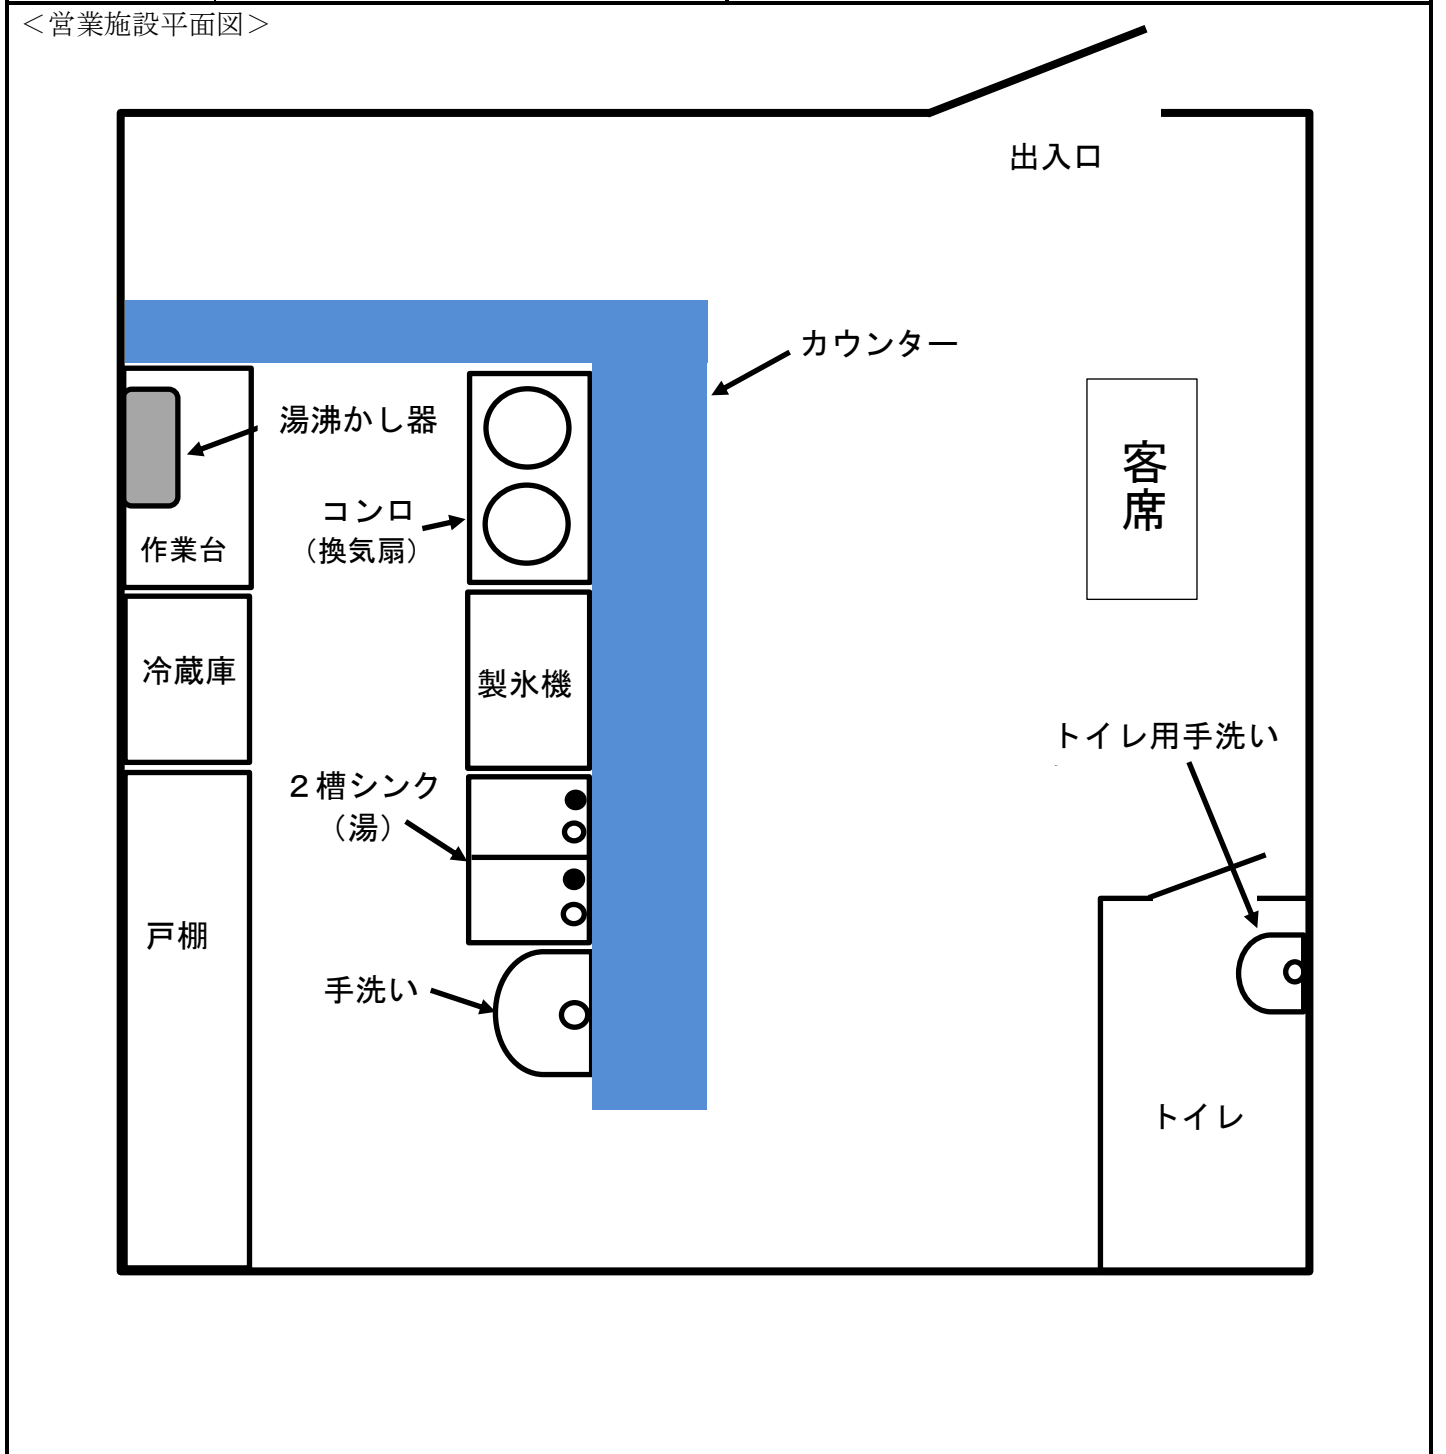 ＜営業施設平面図＞
出入口
カウンター
湯沸かし器
コンロ
（換気扇）
作業台
客席
冷蔵庫
製氷機
トイレ用手洗い
２槽シンク
（湯）
戸棚
手洗い
トイレ